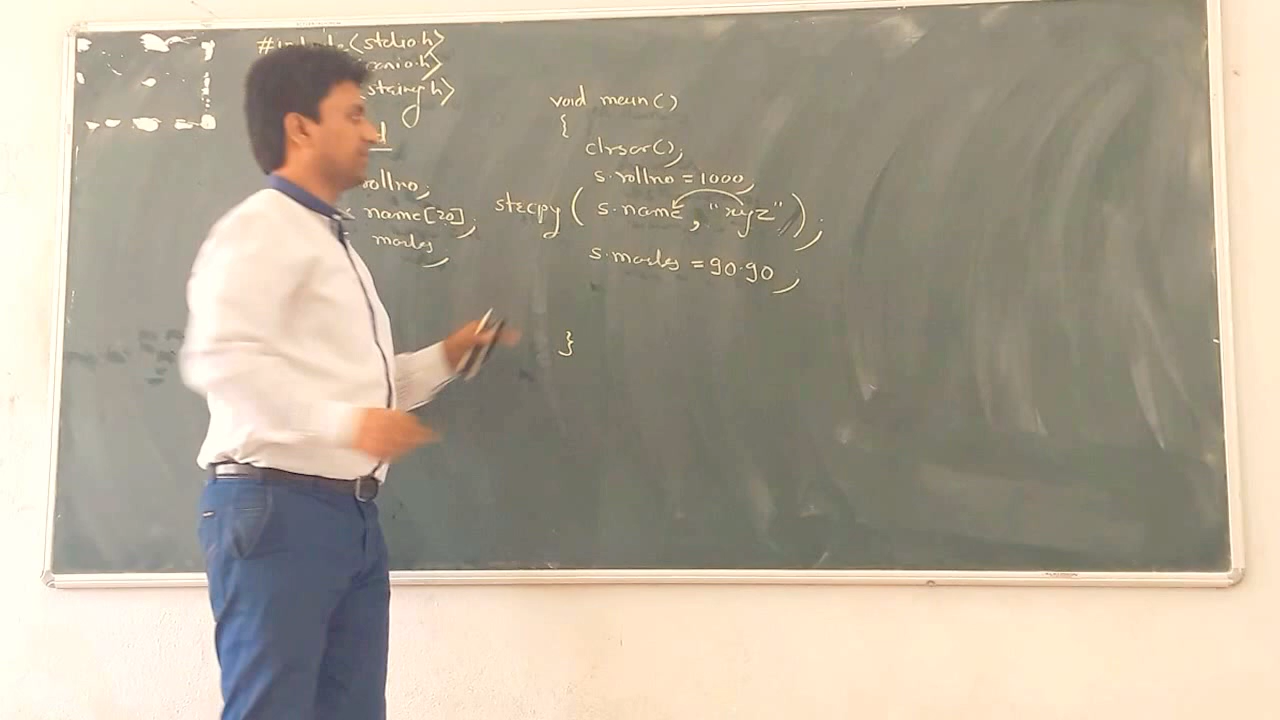 #include<stdio.h>
conio.h>
string.h>
rollno;
name[20];
marks;
void main()
{
clrscr();
s.rollno = 1000;
strcpy( s.name, "xyz");
s.marks = 90.90;
}